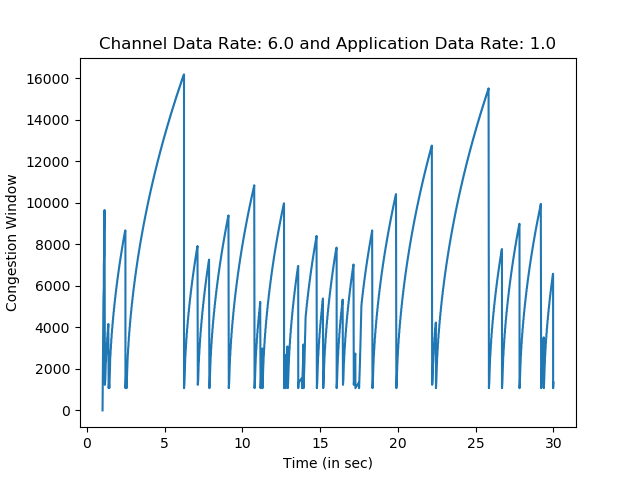 Channel Data Rate: 6.0 and Application Data Rate: 1.0
16000
14000
12000
10000
8000
6000
4000
2000
0
Congestion Window
0 5 10 15 20 25 30
Time (in sec)